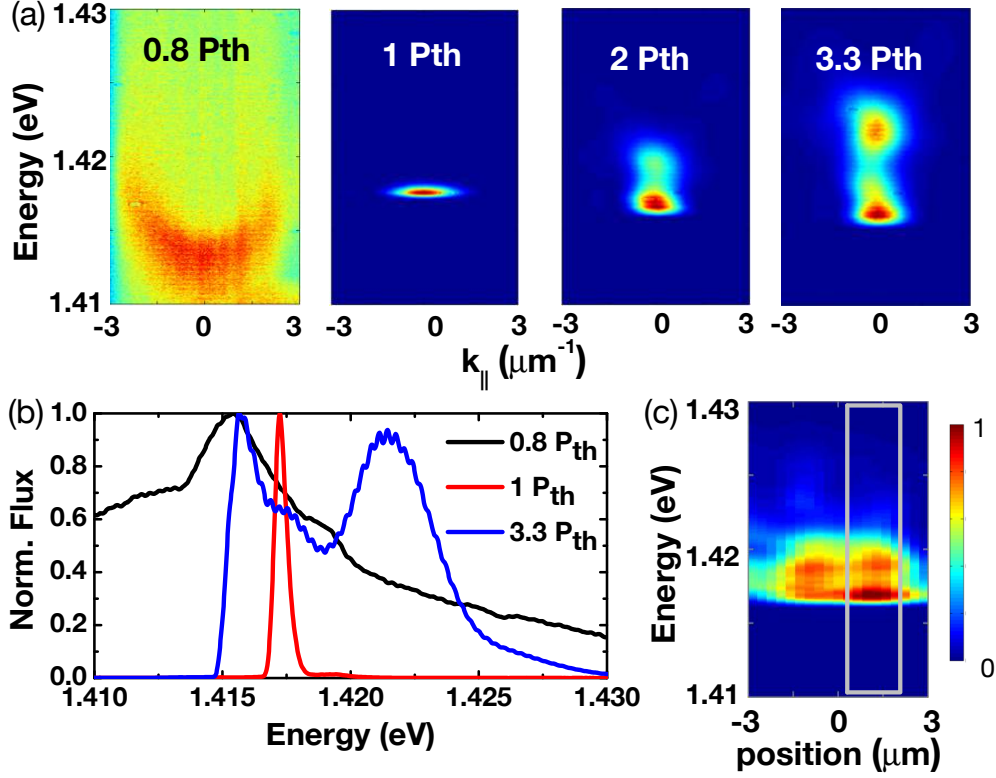 (a)
1.43
1.42
1.41
Energy (eV)
0.8 Pth
1 Pth
2 Pth
3.3 Pth
-3 0 3
-3 0 3
-3 0 3
-3 0 3
k|| (μm-1)
(b)
1.0
0.8
0.6
0.4
0.2
0.0
Norm. Flux
0.8 Pth
1 Pth
3.3 Pth
1.410 1.415 1.420 1.425 1.430
Energy (eV)
(c)
1.43
1.42
1.41
Energy (eV)
-3 0 3
position (μm)
1
0